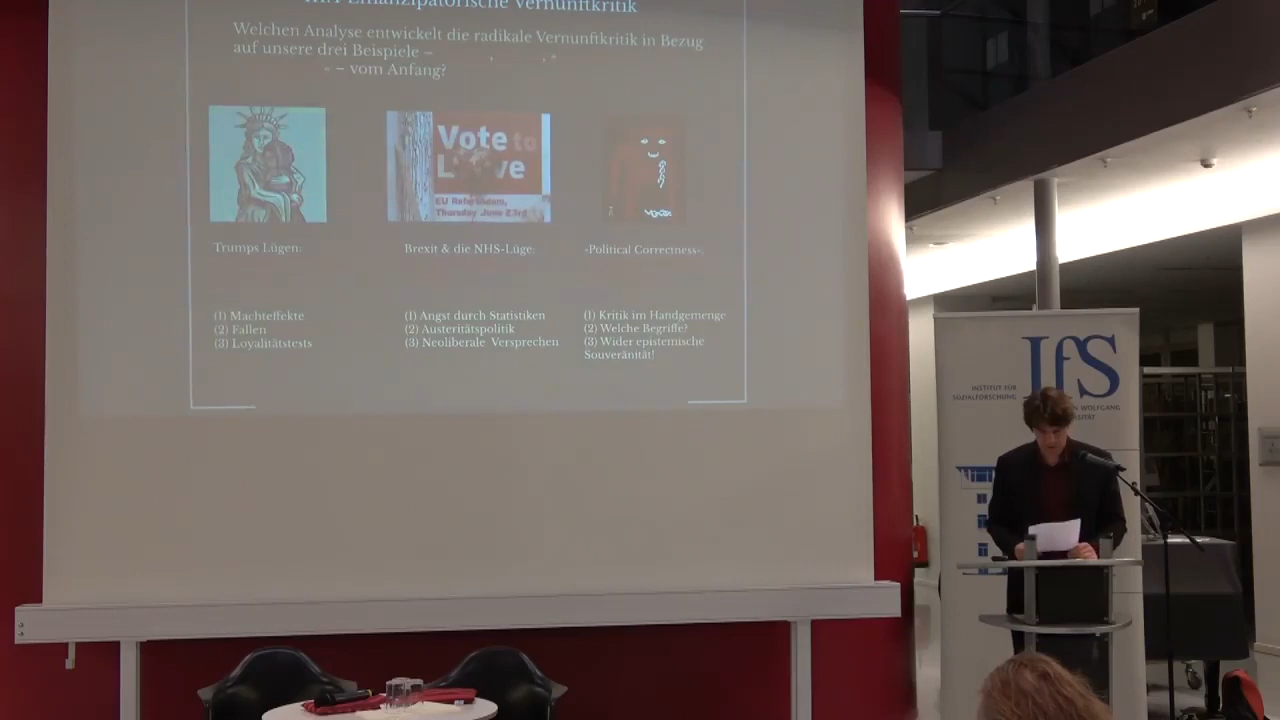 Emanzipatorische Vernunftkritik
Welchen Analyse entwickelt die radikale Vernunftkritik in Bezug
auf unsere drei Beispiele –
– vom Anfang?
Vote to
EU Referendum,
Thursday June 23rd
Trumps Lügen:
(1) Machteffekte
(2) Fallen
(3) Loyalitätstests
Brexit & die NHS-Lüge:
(1) Angst durch Statistiken
(2) Austeritätspolitik
(3) Neoliberale Versprechen
«Political Correctness»:
(1) Kritik im Handgemenge
(2) Welche Begriffe?
(3) Wider epistemische
Souveränität!
IfS
INSTITUT FÜR
SOZIALFORSCHUNG
WOLFGANG